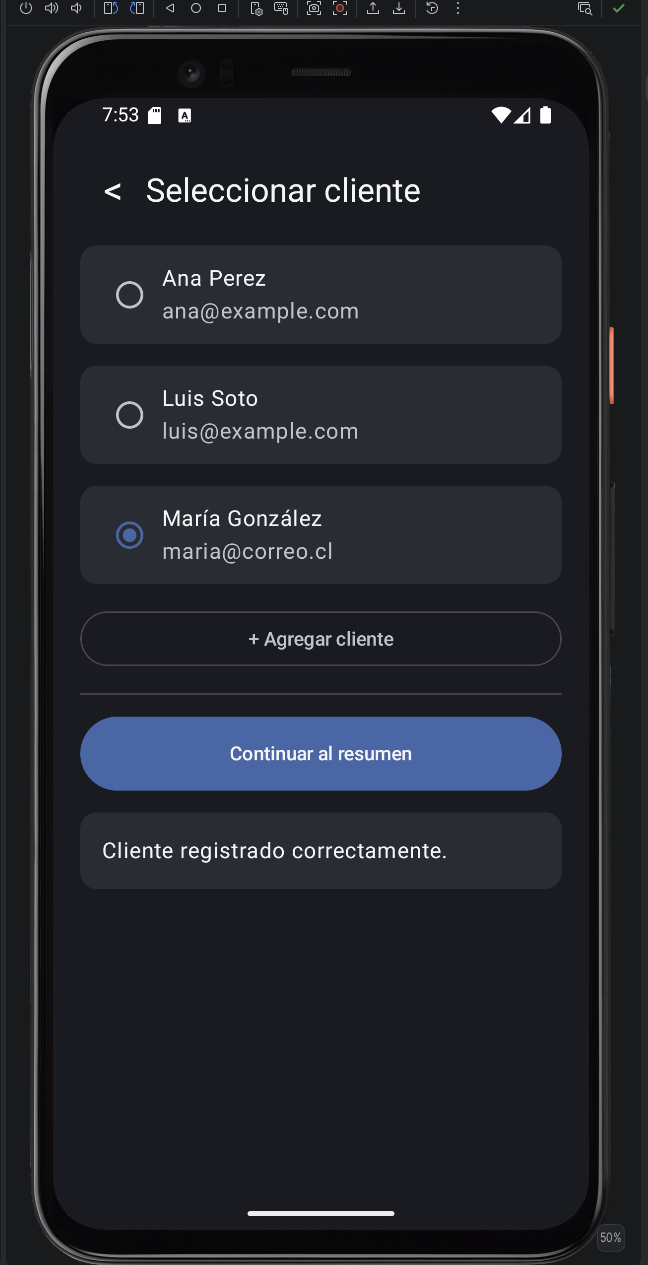 7:53
< Seleccionar cliente
Ana Perez
ana@example.com
Luis Soto
luis@example.com
María González
maria@correo.cl
+ Agregar cliente
Continuar al resumen
Cliente registrado correctamente.
50%